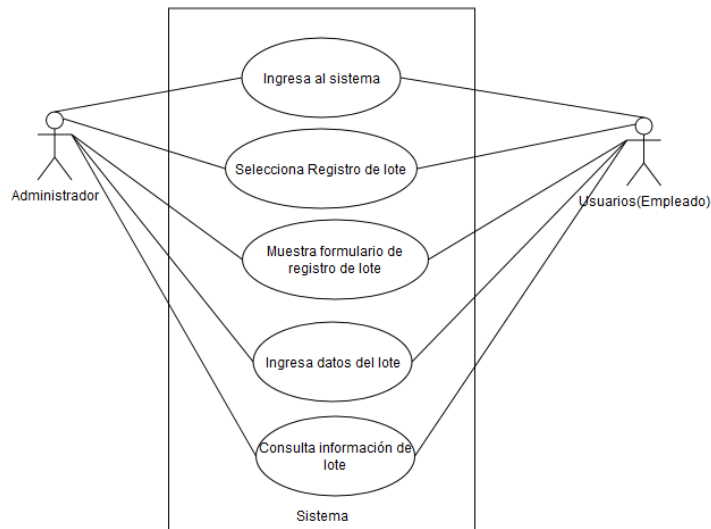 Ingresa al sistema
Selecciona Registro de lote
Administrador
Usuarios(Empleado)
Muestra formulario de
registro de lote
Ingresa datos del lote
Consulta información de
lote
Sistema